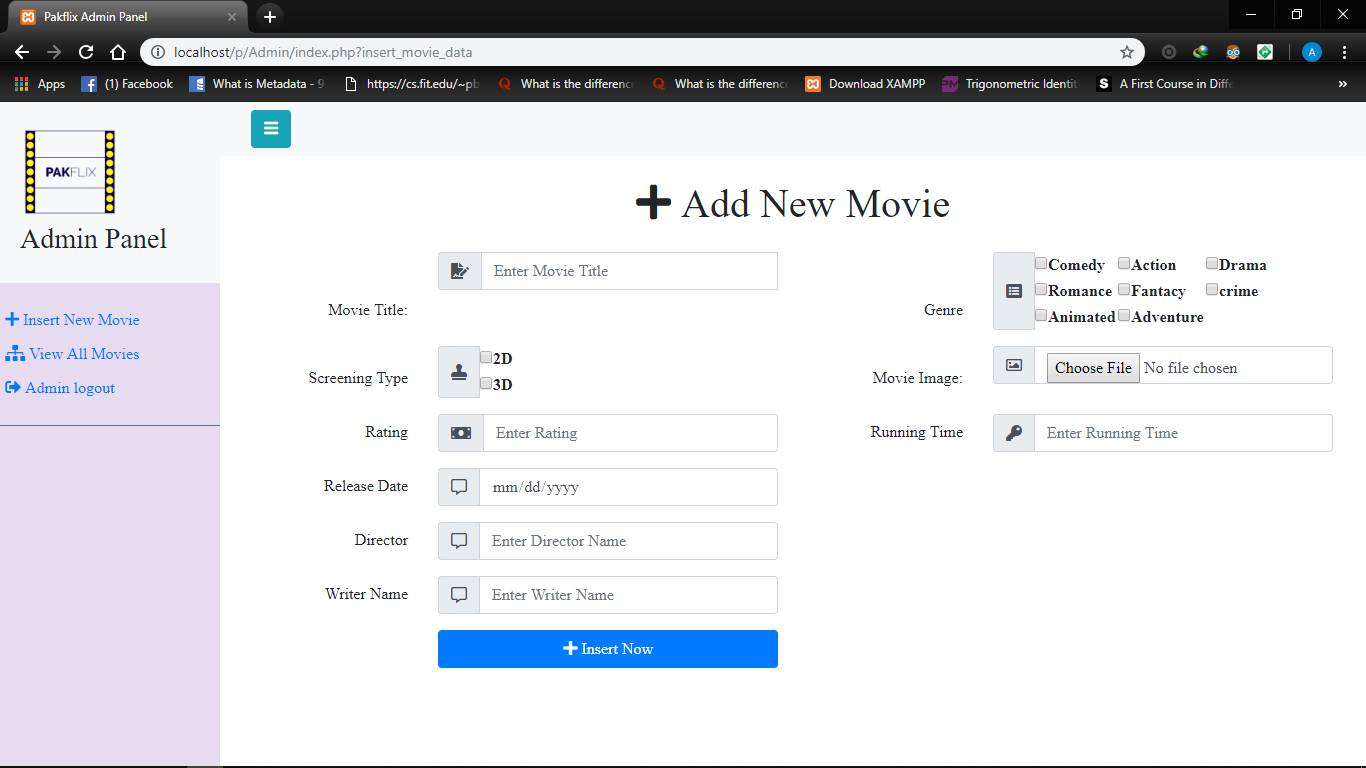 Pakflix Admin Panel
localhost/p/Admin/index.php?insert_movie_data
A
Apps (1) Facebook What is Metadata - 9 https://cs.fit.edu/~pb What is the difference What is the difference Download XAMPP Trigonometric Identit A First Course in Diffe »
PAKFLIX
Admin Panel
Insert New Movie
View All Movies
Admin logout
Add New Movie
Movie Title: Enter Movie Title
Genre Comedy Action Drama
Romance Fantacy crime
Animated Adventure
Screening Type 2D
3D
Movie Image: Choose File No file chosen
Rating Enter Rating
Running Time Enter Running Time
Release Date mm/dd/yyyy
Director Enter Director Name
Writer Name Enter Writer Name
Insert Now